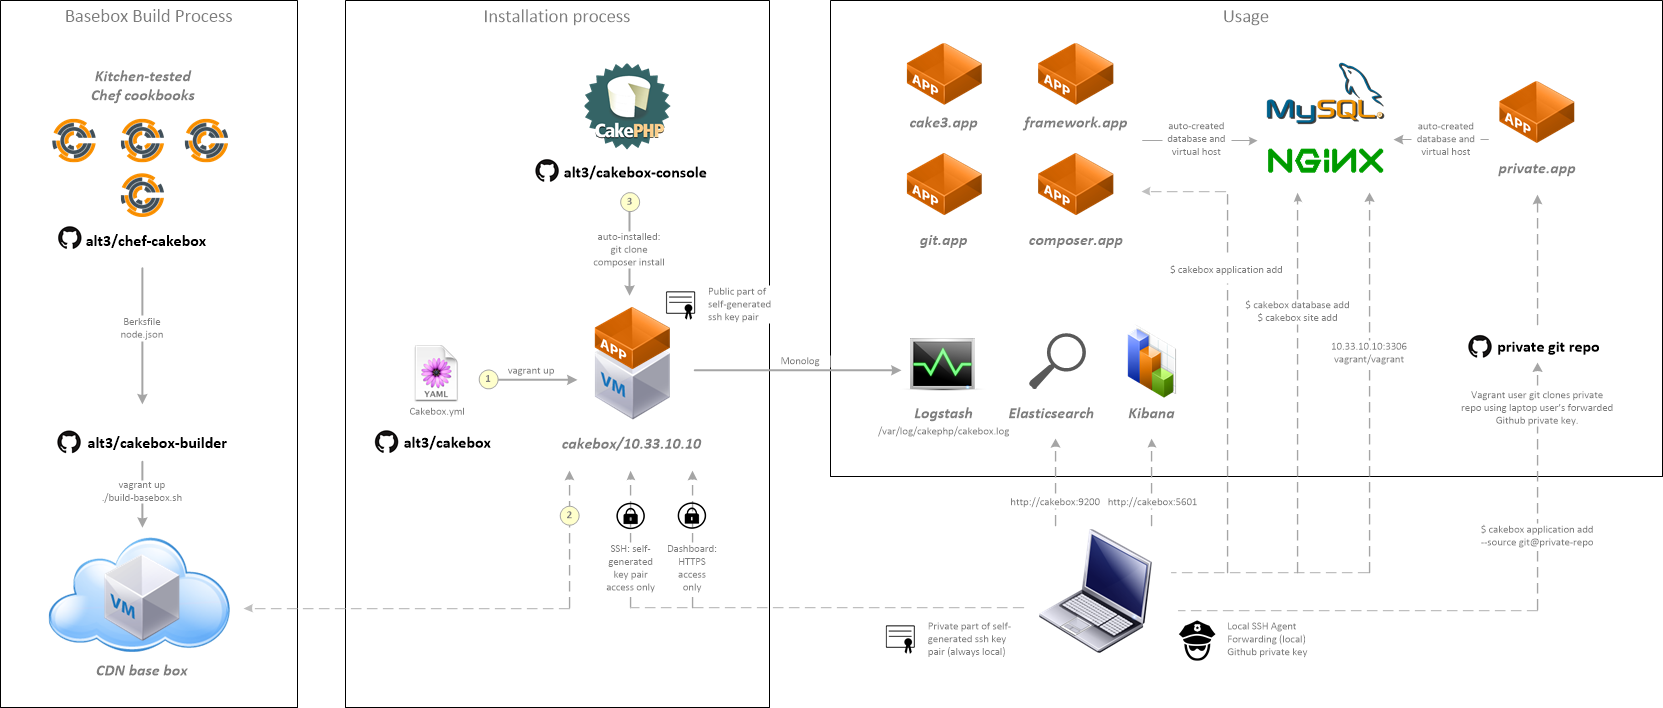 Basebox Build Process
Kitchen-tested
Chef cookbooks
alt3/chef-cakebox
Berksfile
node.json
alt3/cakebox-builder
vagrant up
./build-basebox.sh
VM
CDN base box
Installation process
CakePHP
alt3/cakebox-console
3
auto-installed:
git clone
composer install
Public part of
self-generated
ssh key pair
APP
VM
YAML
Cakebox.yml
1
vagrant up
alt3/cakebox
cakebox/10.33.10.10
2
SSH: self-
generated
key pair
access only
Dashboard:
HTTPS
access
only
Monolog
Usage
APP
cake3.app
APP
framework.app
APP
git.app
APP
composer.app
auto-created
database and
virtual host
MySQL.
NGINX
auto-created
database and
virtual host
APP
private.app
$ cakebox application add
$ cakebox database add
$ cakebox site add
10.33.10.10:3306
vagrant/vagrant
private git repo
Vagrant user git clones private
repo using laptop user's forwarded
Github private key.
Logstash
/var/log/cakephp/cakebox.log
Elasticsearch
Kibana
http://cakebox:9200
http://cakebox:5601
$ cakebox application add
--source git@private-repo
Private part of self-
generated ssh key
pair (always local)
Local SSH Agent
Forwarding (local)
Github private key